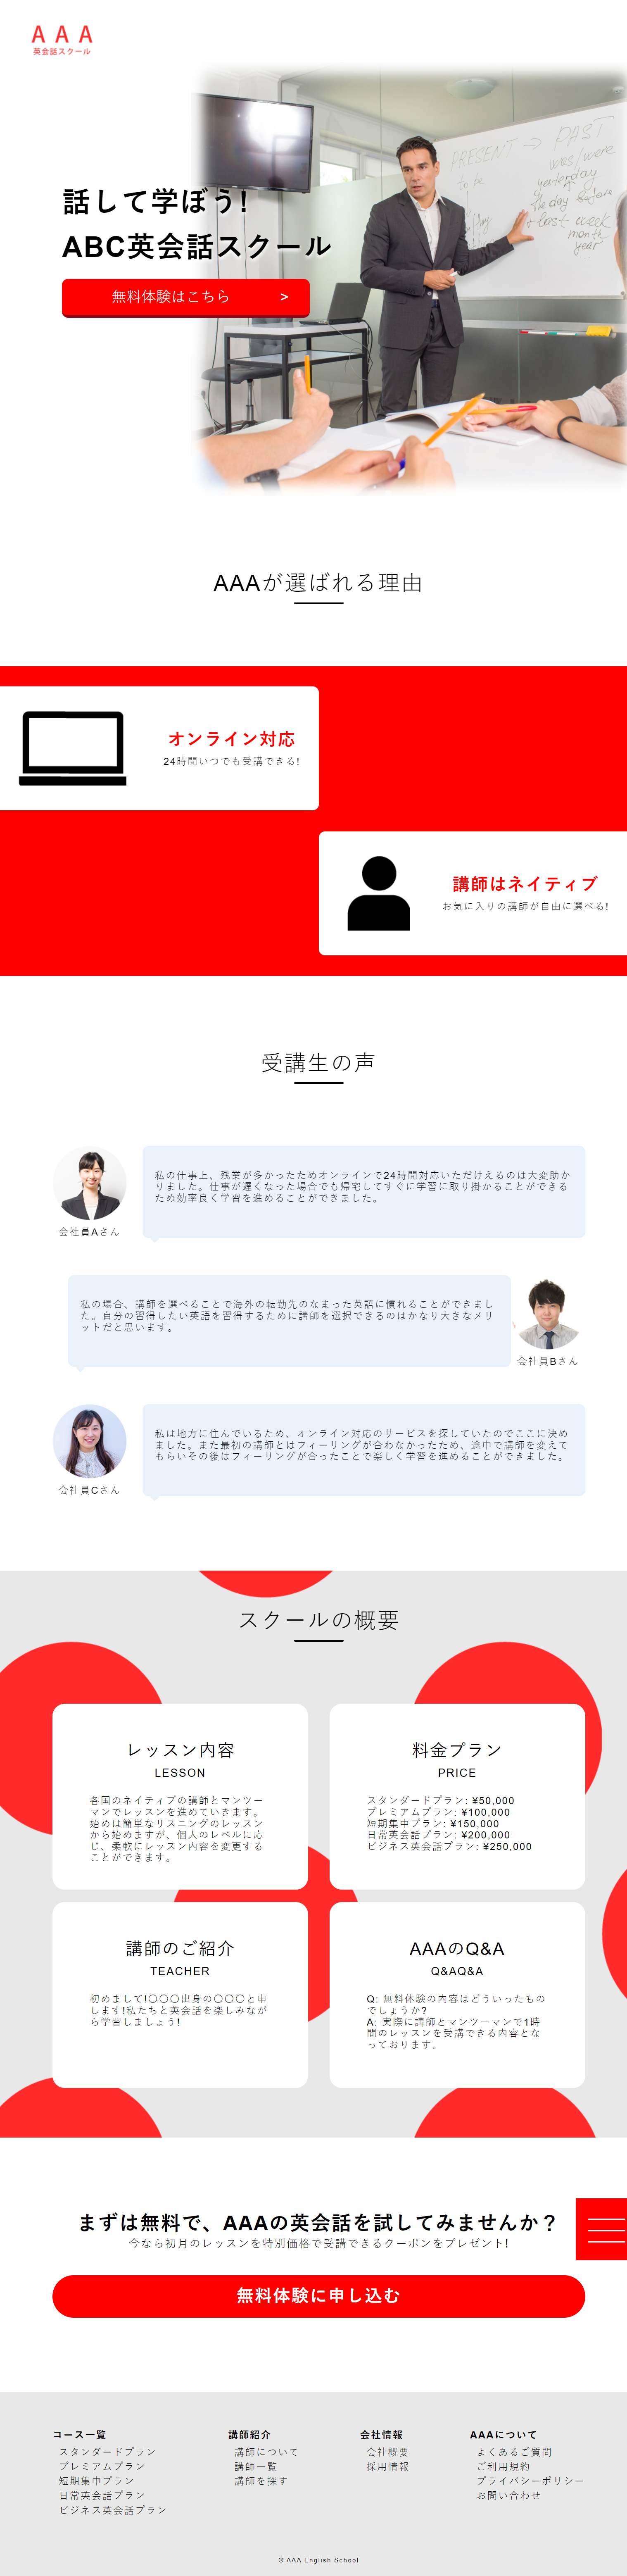 AAA
英会話スクール
PRESENT → PAST
to be
was/were
yesterday
the day before
last week
month
year
話して学ぼう!
ABC英会話スクール
無料体験はこちら >
AAAが選ばれる理由
オンライン対応
24時間いつでも受講できる!
講師はネイティブ
お気に入りの講師が自由に選べる!
受講生の声
私の仕事上、残業が多かったためオンラインで24時間対応いただけえるのは大変助か
りました。仕事が遅くなった場合でも帰宅してすぐに学習に取り掛かることができる
ため効率良く学習を進めることができました。
会社員Aさん
私の場合、講師を選べることで海外の転勤先のなまった英語に慣れることができまし
た。自分の習得したい英語を習得するために講師を選択できるのはかなり大きなメリ
ットだと思います。
会社員Bさん
私は地方に住んでいるため、オンライン対応のサービスを探していたのでここに決め
ました。また最初の講師とはフィーリングが合わなかったため、途中で講師を変えて
もらいその後はフィーリングが合ったことで楽しく学習を進めることができました。
会社員Cさん
スクールの概要
レッスン内容
LESSON
各国のネイティブの講師とマンツー
マンでレッスンを進めていきます。
始めは簡単なリスニングのレッスン
から始めますが、個人のレベルに応
じ、柔軟にレッスン内容を変更する
ことができます。
料金プラン
PRICE
スタンダードプラン: ¥50,000
プレミアムプラン: ¥100,000
短期集中プラン: ¥150,000
日常英会話プラン: ¥200,000
ビジネス英会話プラン: ¥250,000
講師のご紹介
TEACHER
初めまして!〇〇〇出身の〇〇〇と申
します!私たちと英会話を楽しみなが
ら学習しましょう!
AAAのQ&A
Q&AQ&A
Q: 無料体験の内容はどういったもの
でしょうか?
A: 実際に講師とマンツーマンで1時
間のレッスンを受講できる内容とな
っております。
まずは無料で、AAAの英会話を試してみませんか？
今なら初月のレッスンを特別価格で受講できるクーポンをプレゼント!
無料体験に申し込む
コース一覧
スタンダードプラン
プレミアムプラン
短期集中プラン
日常英会話プラン
ビジネス英会話プラン
講師紹介
講師について
講師一覧
講師を探す
会社情報
会社概要
採用情報
AAAについて
よくあるご質問
ご利用規約
プライバシーポリシー
お問い合わせ
© AAA English School